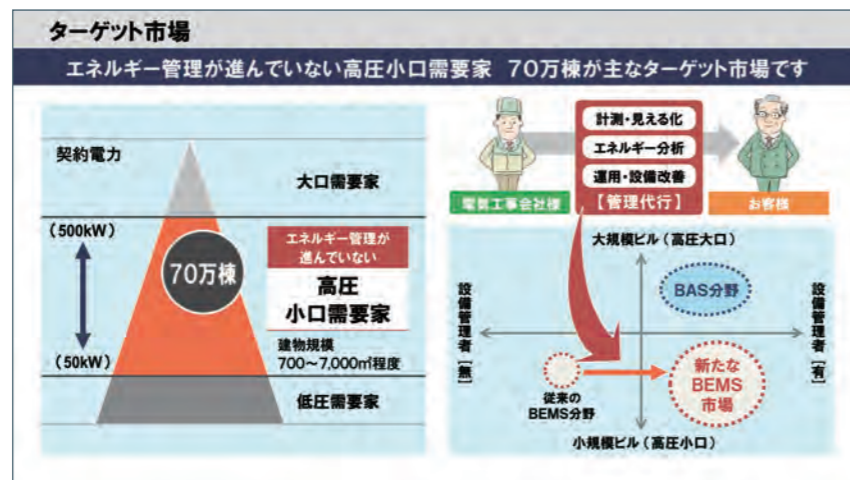 ターゲット市場
エネルギー管理が進んでいない高圧小口需要家 70万棟が主なターゲット市場です
契約電力
大口需要家
(500kW)
70万棟
エネルギー管理が
進んでいない
高圧
小口需要家
建物規模
700～7,000㎡程度
(50kW)
低圧需要家
計測・見える化
エネルギー分析
運用・設備改善
【管理代行】
電気工事会社様
お客様
大規模ビル(高圧大口)
BAS分野
設備管理者[無]
設備管理者[有]
従来の
BEMS分野
新たな
BEMS
市場
小規模ビル(高圧小口)